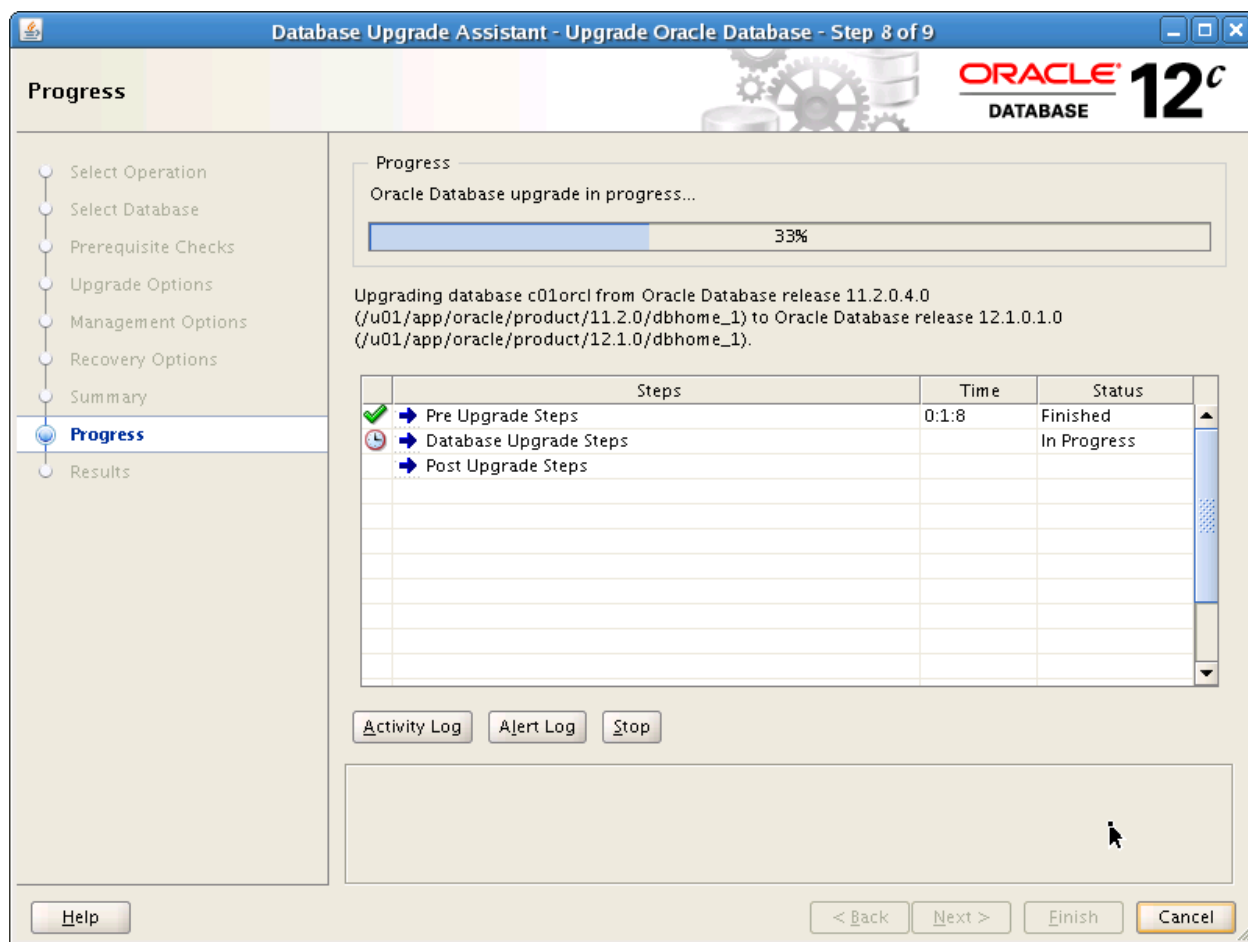 Database Upgrade Assistant - Upgrade Oracle Database - Step 8 of 9
Progress
ORACLE DATABASE 12c
Select Operation
Select Database
Prerequisite Checks
Upgrade Options
Management Options
Recovery Options
Summary
Progress
Results
Progress
Oracle Database upgrade in progress...
33%
Upgrading database c01orcl from Oracle Database release 11.2.0.4.0
(/u01/app/oracle/product/11.2.0/dbhome_1) to Oracle Database release 12.1.0.1.0
(/u01/app/oracle/product/12.1.0/dbhome_1).
Steps Time Status
Pre Upgrade Steps 0:1:8 Finished
Database Upgrade Steps In Progress
Post Upgrade Steps
Activity Log Alert Log Stop
Help < Back Next > Finish Cancel